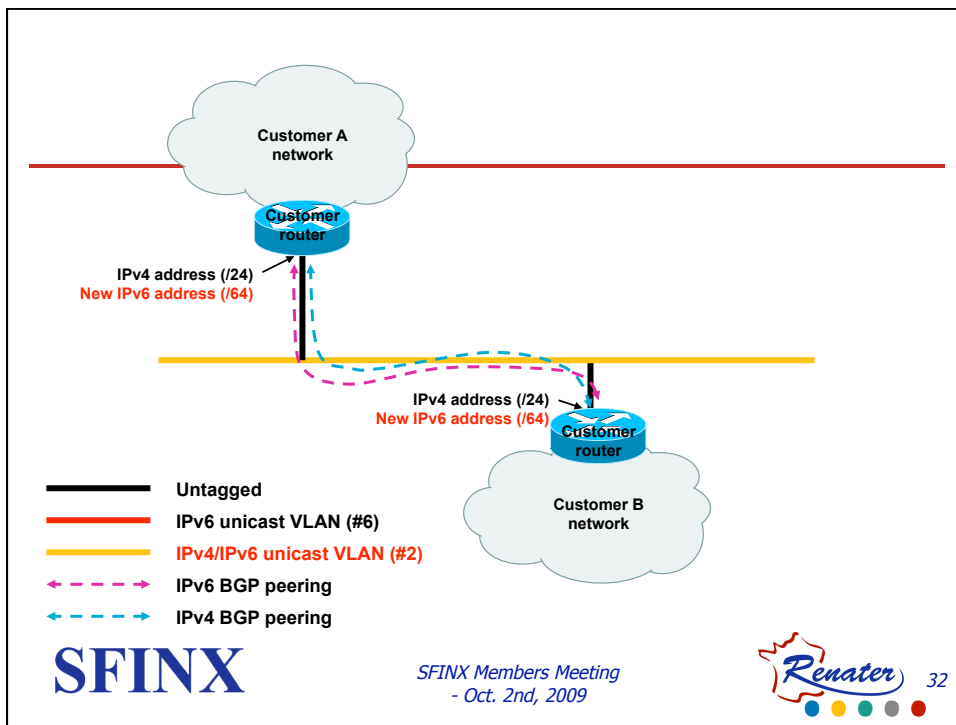 Customer A
network
Customer
router
IPv4 address (/24)
New IPv6 address (/64)
IPv4 address (/24)
New IPv6 address (/64)
Customer
router
Customer B
network
Untagged
IPv6 unicast VLAN (#6)
IPv4/IPv6 unicast VLAN (#2)
IPv6 BGP peering
IPv4 BGP peering
SFINX
SFINX Members Meeting
- Oct. 2nd, 2009
Renater
32